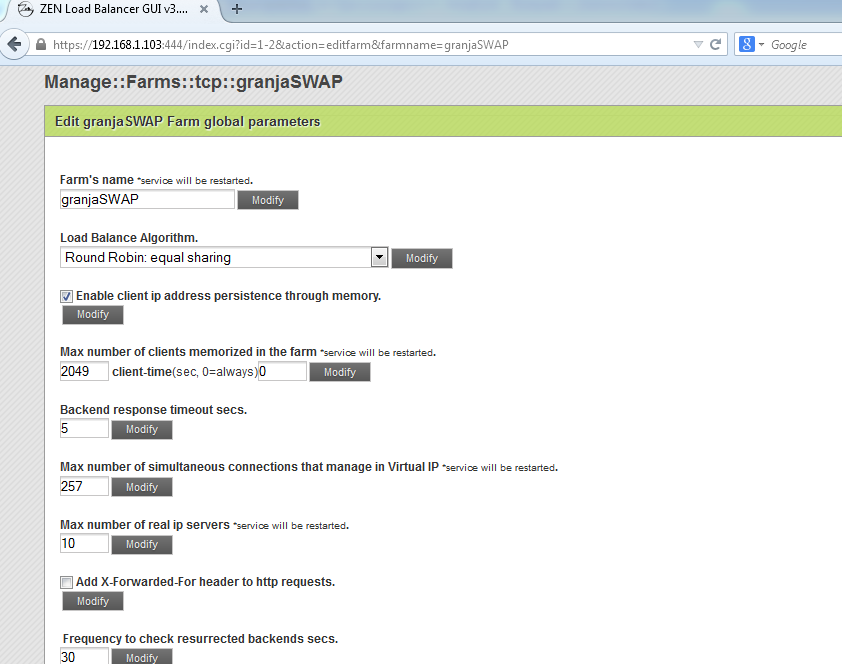 ZEN Load Balancer GUI v3....
https://192.168.1.103:444/index.cgi?id=1-2&action=editfarm&farmname=granjaSWAP
Google
Manage::Farms::tcp::granjaSWAP
Edit granjaSWAP Farm global parameters
Farm's name *service will be restarted.
granjaSWAP Modify
Load Balance Algorithm.
Round Robin: equal sharing Modify
Enable client ip address persistence through memory.
Modify
Max number of clients memorized in the farm *service will be restarted.
2049 client-time(sec, 0=always) 0 Modify
Backend response timeout secs.
5 Modify
Max number of simultaneous connections that manage in Virtual IP *service will be restarted.
257 Modify
Max number of real ip servers *service will be restarted.
10 Modify
Add X-Forwarded-For header to http requests.
Modify
Frequency to check resurrected backends secs.
30 Modify